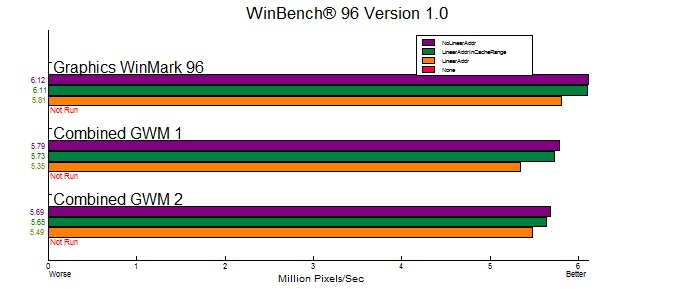 WinBench® 96 Version 1.0
NoLinearAddr
LinearAddrInCacheRange
LinearAddr
None
Graphics WinMark 96
6.12
6.11
5.81
Not Run
Combined GWM 1
5.79
5.73
5.35
Not Run
Combined GWM 2
5.69
5.65
5.49
Not Run
0 1 2 3 4 5 6
Worse Million Pixels/Sec Better